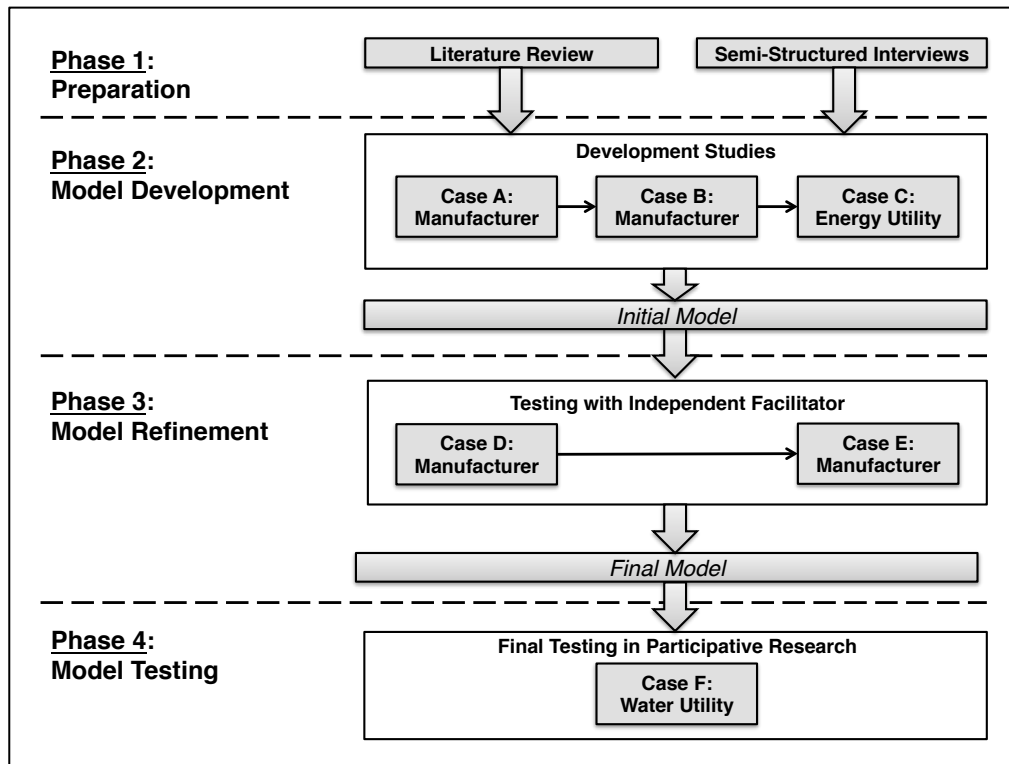 Phase 1:
Preparation
Literature Review
Semi-Structured Interviews
Phase 2:
Model Development
Development Studies
Case A:
Manufacturer
Case B:
Manufacturer
Case C:
Energy Utility
Initial Model
Phase 3:
Model Refinement
Testing with Independent Facilitator
Case D:
Manufacturer
Case E:
Manufacturer
Final Model
Phase 4:
Model Testing
Final Testing in Participative Research
Case F:
Water Utility